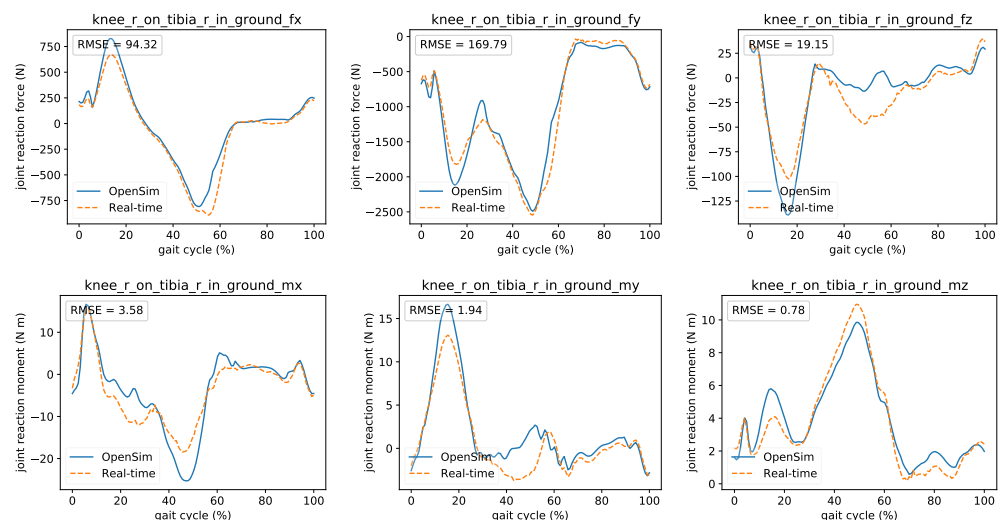 knee_r_on_tibia_r_in_ground_fx
RMSE = 94.32
joint reaction force (N)
750
500
250
0
−250
−500
−750
OpenSim
Real-time
0 20 40 60 80 100
gait cycle (%)
knee_r_on_tibia_r_in_ground_fy
RMSE = 169.79
joint reaction force (N)
0
−500
−1000
−1500
−2000
−2500
OpenSim
Real-time
0 20 40 60 80 100
gait cycle (%)
knee_r_on_tibia_r_in_ground_fz
RMSE = 19.15
joint reaction force (N)
25
0
−25
−50
−75
−100
−125
OpenSim
Real-time
0 20 40 60 80 100
gait cycle (%)
knee_r_on_tibia_r_in_ground_mx
RMSE = 3.58
joint reaction moment (N m)
10
0
−10
−20
OpenSim
Real-time
0 20 40 60 80 100
gait cycle (%)
knee_r_on_tibia_r_in_ground_my
RMSE = 1.94
joint reaction moment (N m)
15
10
5
0
OpenSim
Real-time
0 20 40 60 80 100
gait cycle (%)
knee_r_on_tibia_r_in_ground_mz
RMSE = 0.78
joint reaction moment (N m)
10
8
6
4
2
0
OpenSim
Real-time
0 20 40 60 80 100
gait cycle (%)